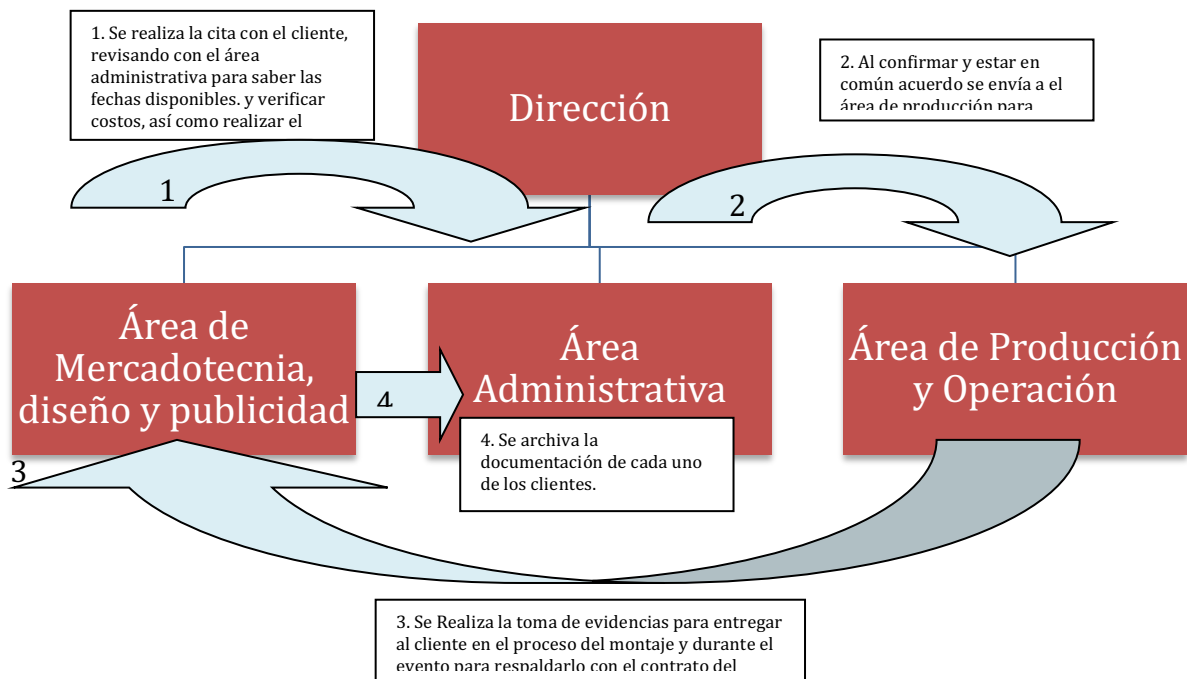 1. Se realiza la cita con el cliente,
revisando con el área
administrativa para saber las
fechas disponibles. y verificar
costos, así como realizar el
Dirección
2. Al confirmar y estar en
común acuerdo se envía a el
área de producción para
1
2
Área de
Mercadotecnia,
diseño y publicidad
4
Área
Administrativa
Área de Producción
y Operación
3
4. Se archiva la
documentación de cada uno
de los clientes.
3. Se Realiza la toma de evidencias para entregar
al cliente en el proceso del montaje y durante el
evento para respaldarlo con el contrato del